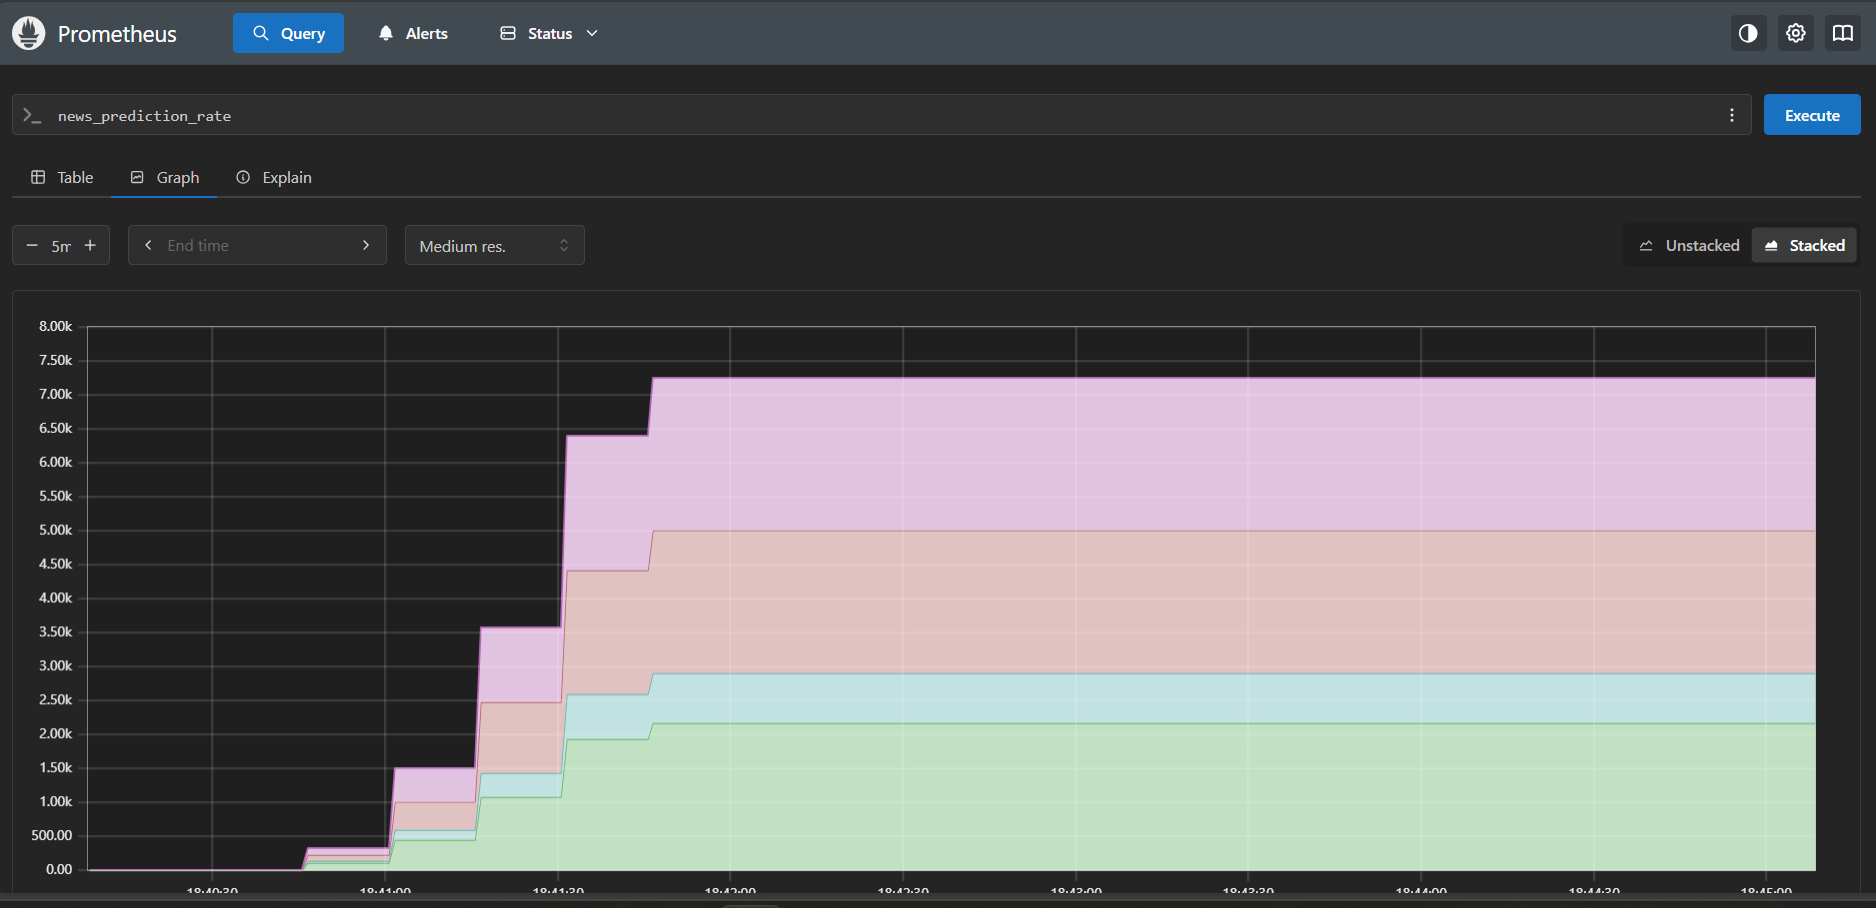 Prometheus
Query
Alerts
Status
news_prediction_rate
Execute
Table
Graph
Explain
5m
End time
Medium res.
Unstacked
Stacked
8.00k
7.50k
7.00k
6.50k
6.00k
5.50k
5.00k
4.50k
4.00k
3.50k
3.00k
2.50k
2.00k
1.50k
1.00k
500.00
0.00
18:40:30 18:41:00 18:41:30 18:42:00 18:42:30 18:43:00 18:43:30 18:44:00 18:44:30 18:45:00